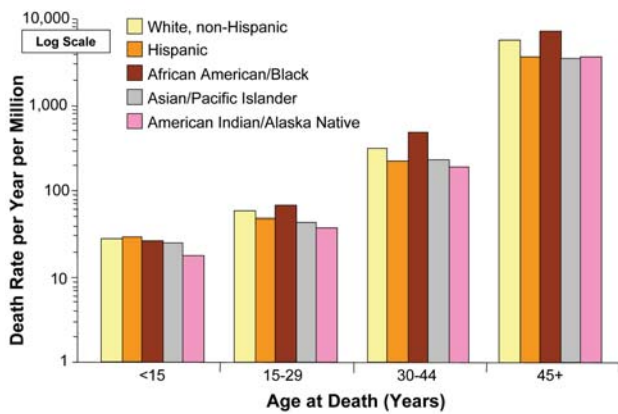 10,000
Log Scale
1,000
100
10
1
Death Rate per Year per Million
White, non-Hispanic
Hispanic
African American/Black
Asian/Pacific Islander
American Indian/Alaska Native
<15
15-29
30-44
45+
Age at Death (Years)